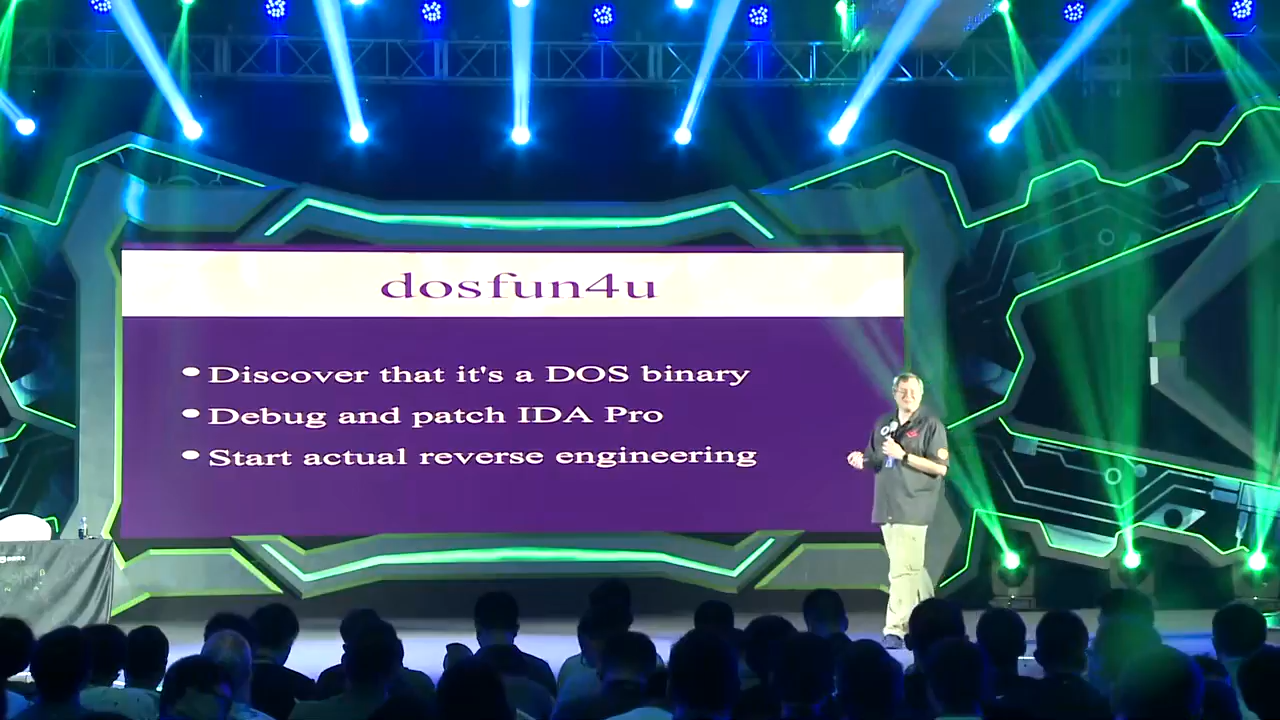 dosfun4u
Discover that it's a DOS binary
Debug and patch IDA Pro
Start actual reverse engineering